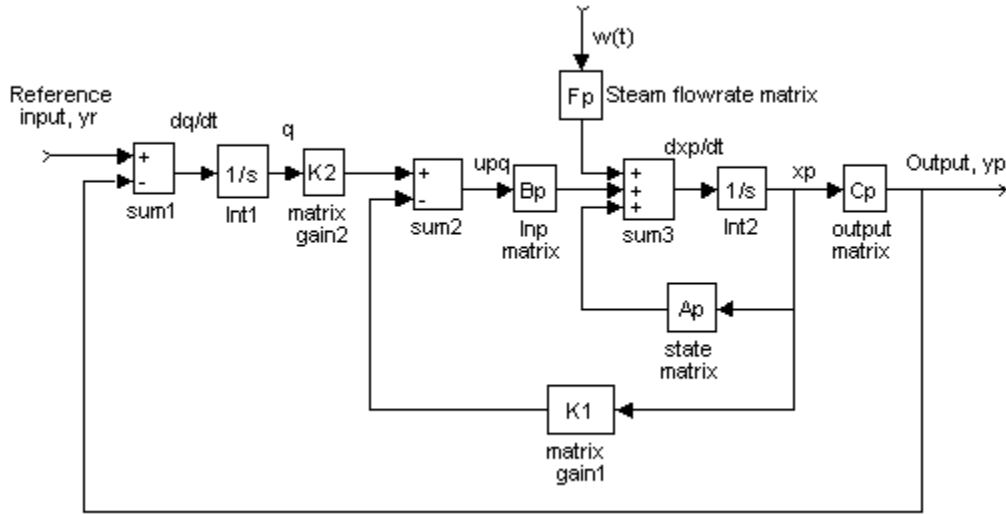 w(t)
Fp
Steam flowrate matrix
Reference
input, yr
dq/dt
q
+
-
sum1
1/s
Int1
K2
matrix
gain2
+
-
sum2
upq
Bp
Inp
matrix
+
+
+
sum3
dxp/dt
1/s
Int2
xp
Cp
output
matrix
Output, yp
Ap
state
matrix
K1
matrix
gain1